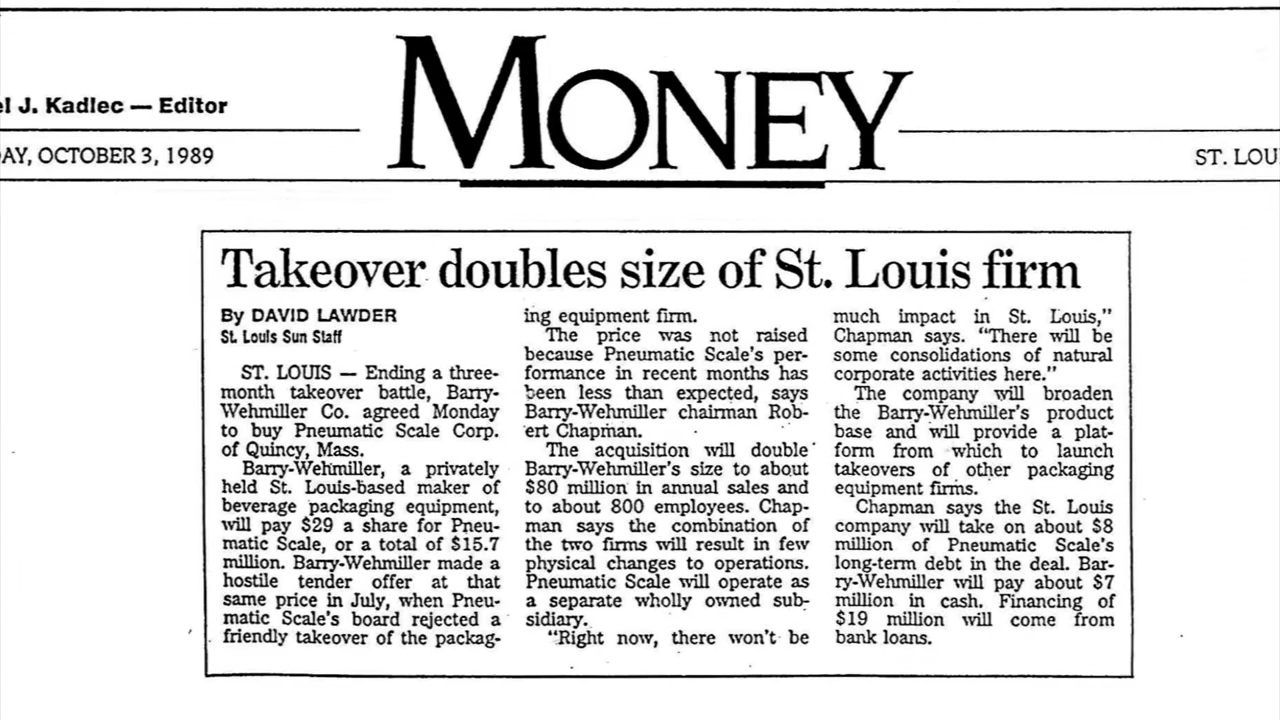 MONEY
el J. Kadlec — Editor
AY, OCTOBER 3, 1989
ST. LOU
Takeover doubles size of St. Louis firm
By DAVID LAWDER
St. Louis Sun Staff
ST. LOUIS — Ending a three-
month takeover battle, Barry-
Wehmiller Co. agreed Monday
to buy Pneumatic Scale Corp.
of Quincy, Mass.
Barry-Wehmiller, a privately
held St. Louis-based maker of
beverage packaging equipment,
will pay $29 a share for Pneu-
matic Scale, or a total of $15.7
million. Barry-Wehmiller made a
hostile tender offer at that
same price in July, when Pneu-
matic Scale's board rejected a
friendly takeover of the packag-
ing equipment firm.
The price was not raised
because Pneumatic Scale's per-
formance in recent months has
been less than expected, says
Barry-Wehmiller chairman Rob-
ert Chapman.
The acquisition will double
Barry-Wehmiller's size to about
$80 million in annual sales and
to about 800 employees. Chap-
man says the combination of
the two firms will result in few
physical changes to operations.
Pneumatic Scale will operate as
a separate wholly owned sub-
sidiary.
"Right now, there won't be
much impact in St. Louis,"
Chapman says. "There will be
some consolidations of natural
corporate activities here."
The company will broaden
the Barry-Wehmiller's product
base and will provide a plat-
form from which to launch
takeovers of other packaging
equipment firms.
Chapman says the St. Louis
company will take on about $8
million of Pneumatic Scale's
long-term debt in the deal. Bar-
ry-Wehmiller will pay about $7
million in cash. Financing of
$19 million will come from
bank loans.